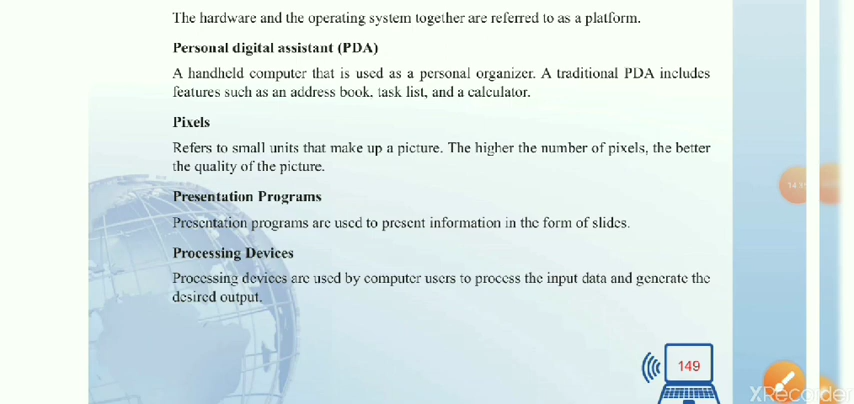 The hardware and the operating system together are referred to as a platform.
Personal digital assistant (PDA)
A handheld computer that is used as a personal organizer. A traditional PDA includes
features such as an address book, task list, and a calculator.
Pixels
Refers to small units that make up a picture. The higher the number of pixels, the better
the quality of the picture.
Presentation Programs
Presentation programs are used to present information in the form of slides.
Processing Devices
Processing devices are used by computer users to process the input data and generate the
desired output.
149
XRecorder